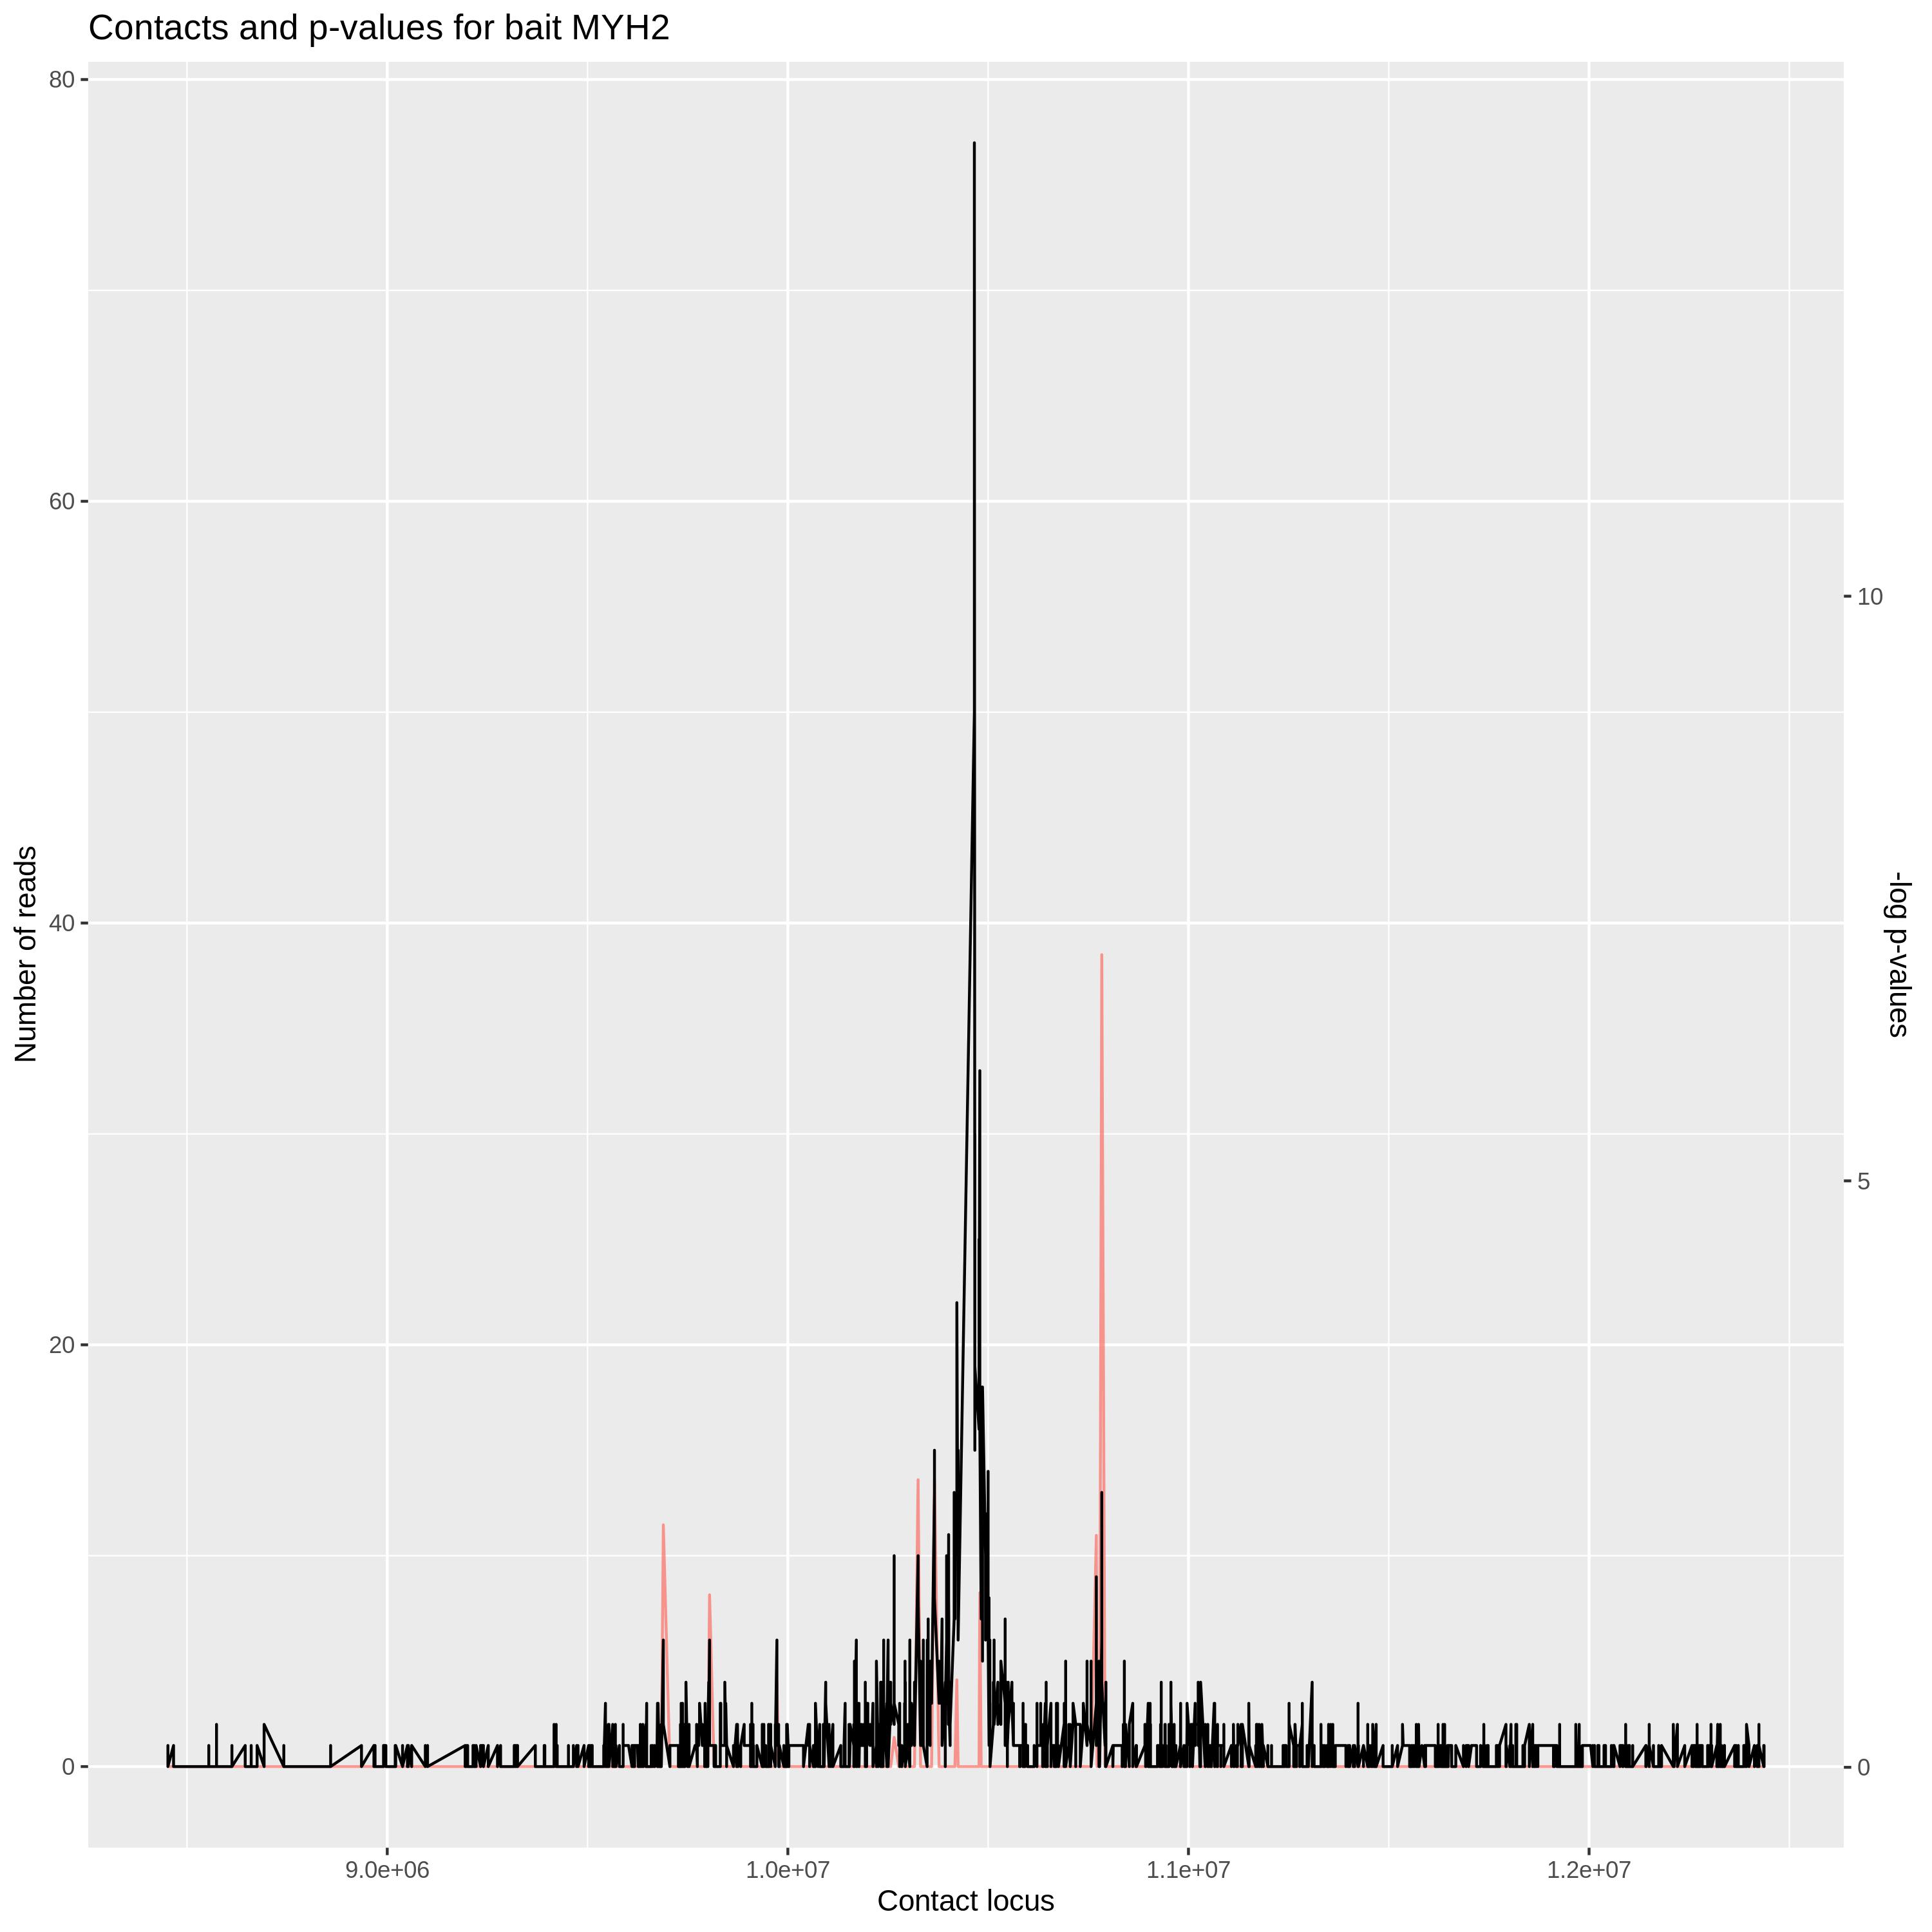 Contacts and p-values for bait MYH2
80
60
40
20
0
Number of reads
10
5
0
-log p-values
9.0e+06
1.0e+07
1.1e+07
1.2e+07
Contact locus